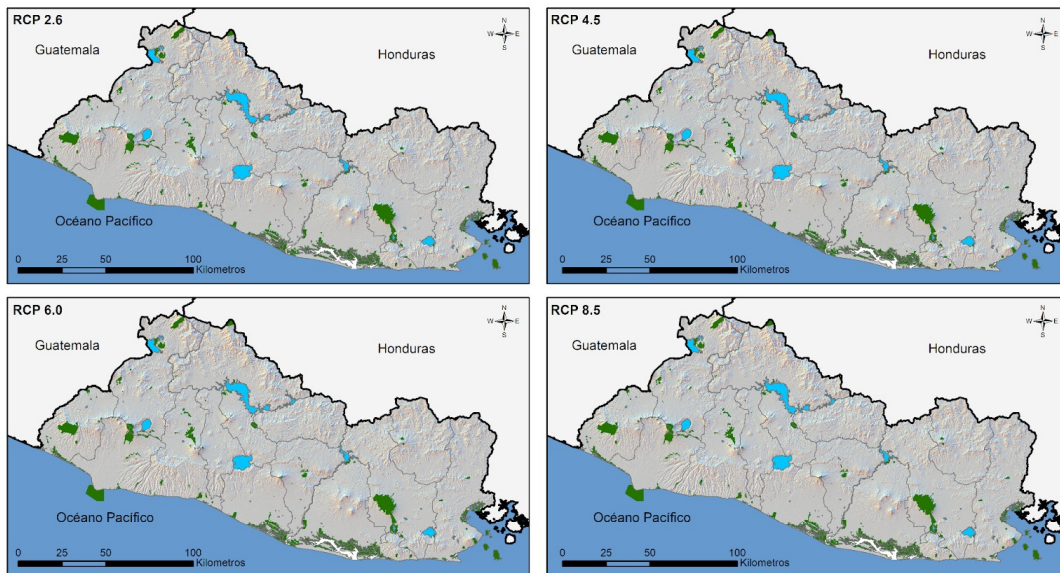 RCP 2.6
N
W E
S
Guatemala
Honduras
Océano Pacífico
0 25 50 100
Kilometros
RCP 4.5
N
W E
S
Guatemala
Honduras
Océano Pacífico
0 25 50 100
Kilometros
RCP 6.0
N
W E
S
Guatemala
Honduras
Océano Pacífico
0 25 50 100
Kilometros
RCP 8.5
N
W E
S
Guatemala
Honduras
Océano Pacífico
0 25 50 100
Kilometros